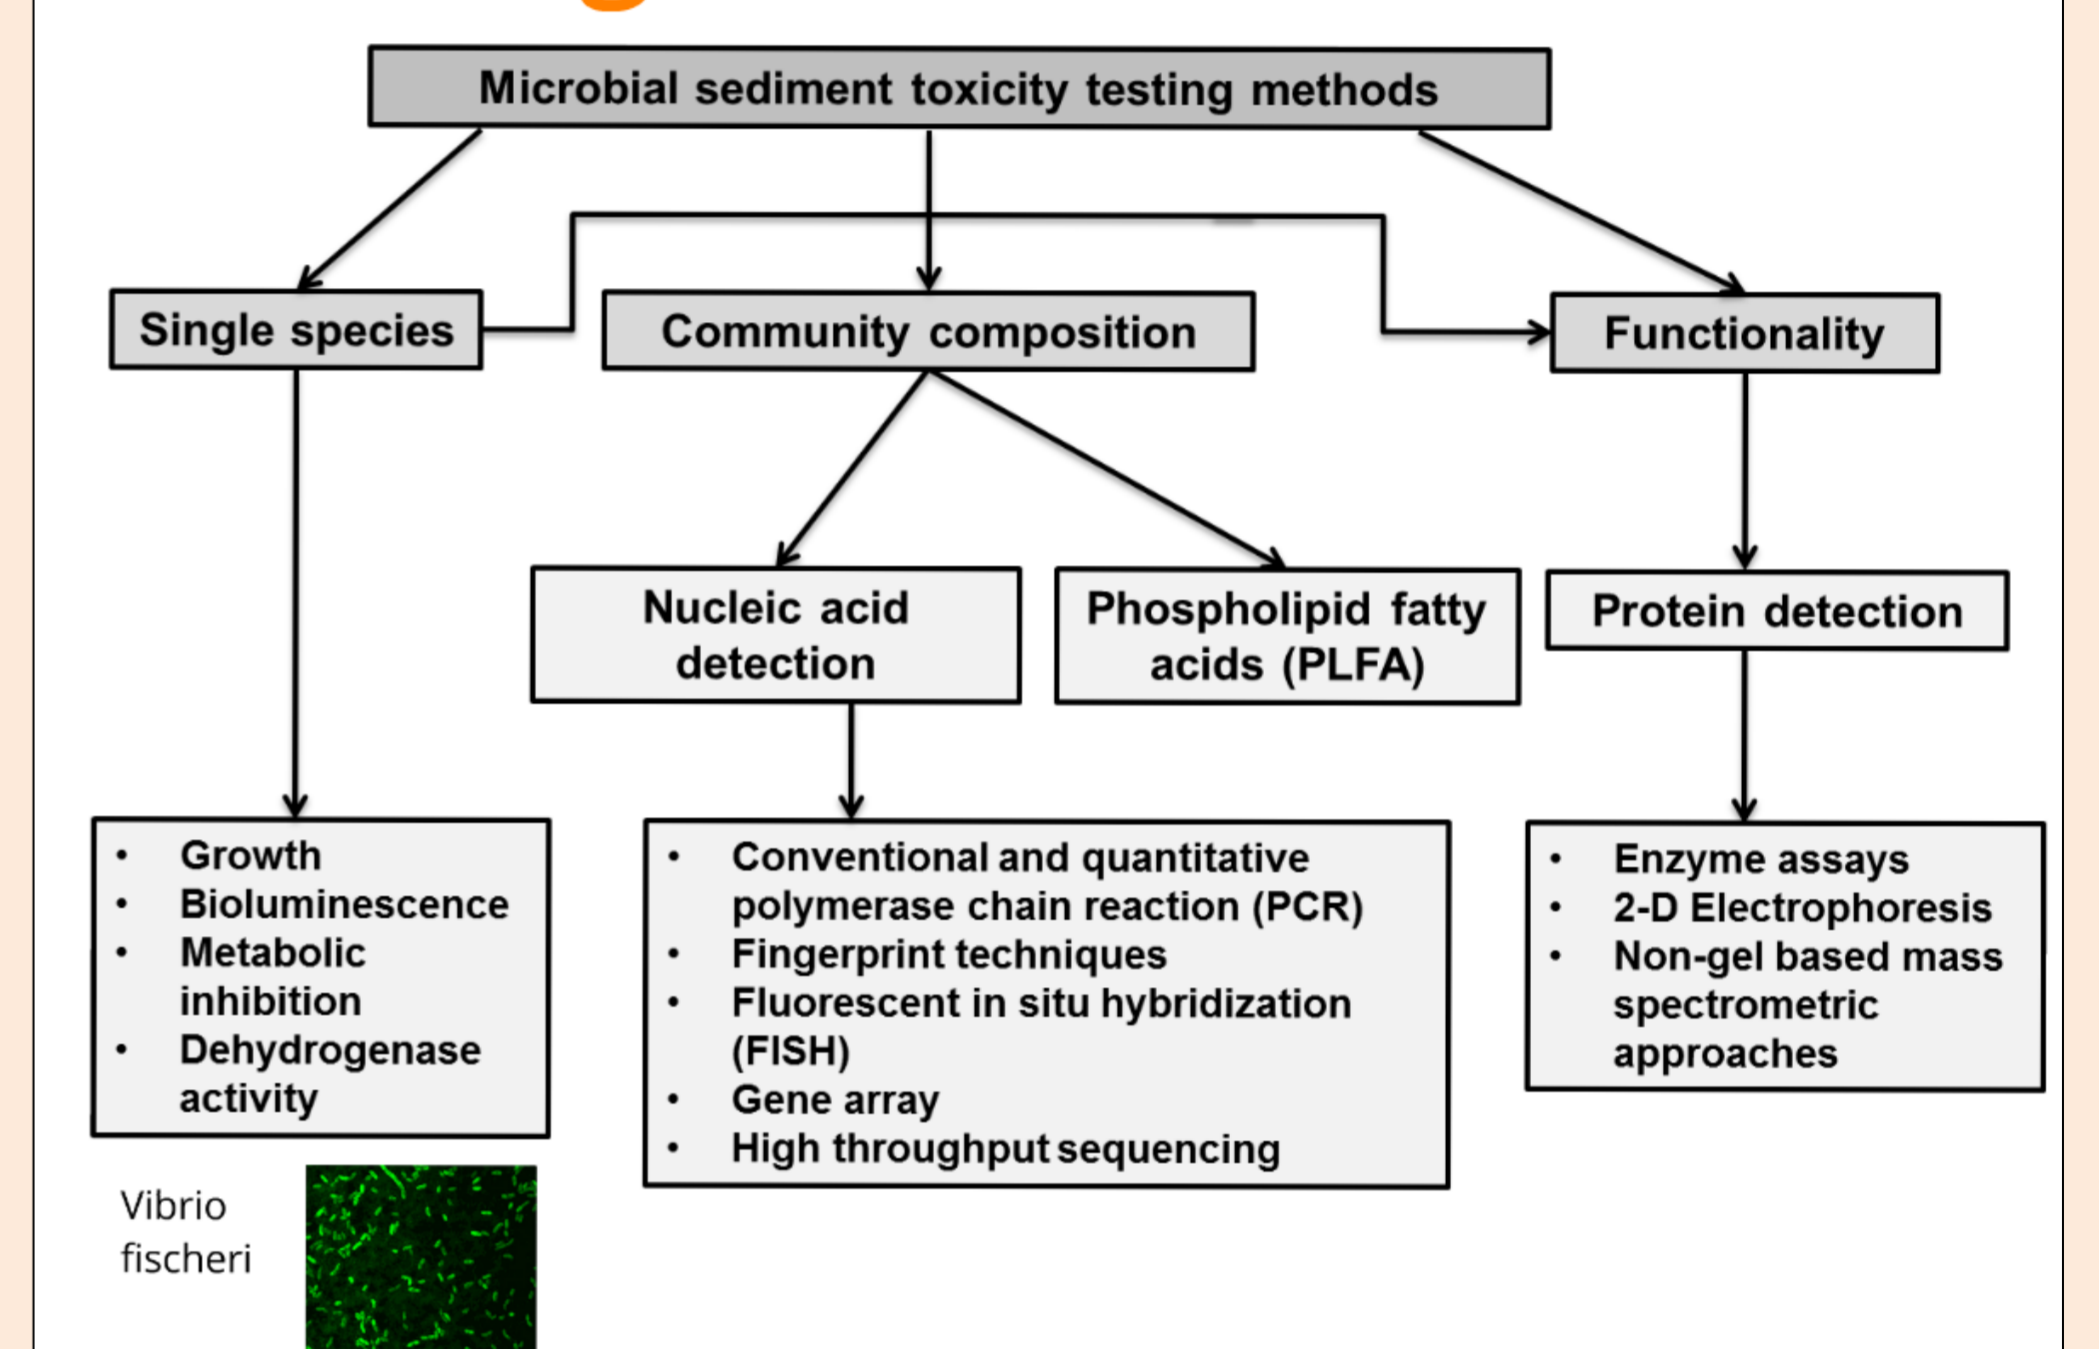 Microbial sediment toxicity testing methods
Single species
Community composition
Functionality
Nucleic acid
detection
Phospholipid fatty
acids (PLFA)
Protein detection
• Growth
• Bioluminescence
• Metabolic
inhibition
• Dehydrogenase
activity
• Conventional and quantitative
polymerase chain reaction (PCR)
• Fingerprint techniques
• Fluorescent in situ hybridization
(FISH)
• Gene array
• High throughput sequencing
• Enzyme assays
• 2-D Electrophoresis
• Non-gel based mass
spectrometric
approaches
Vibrio
fischeri